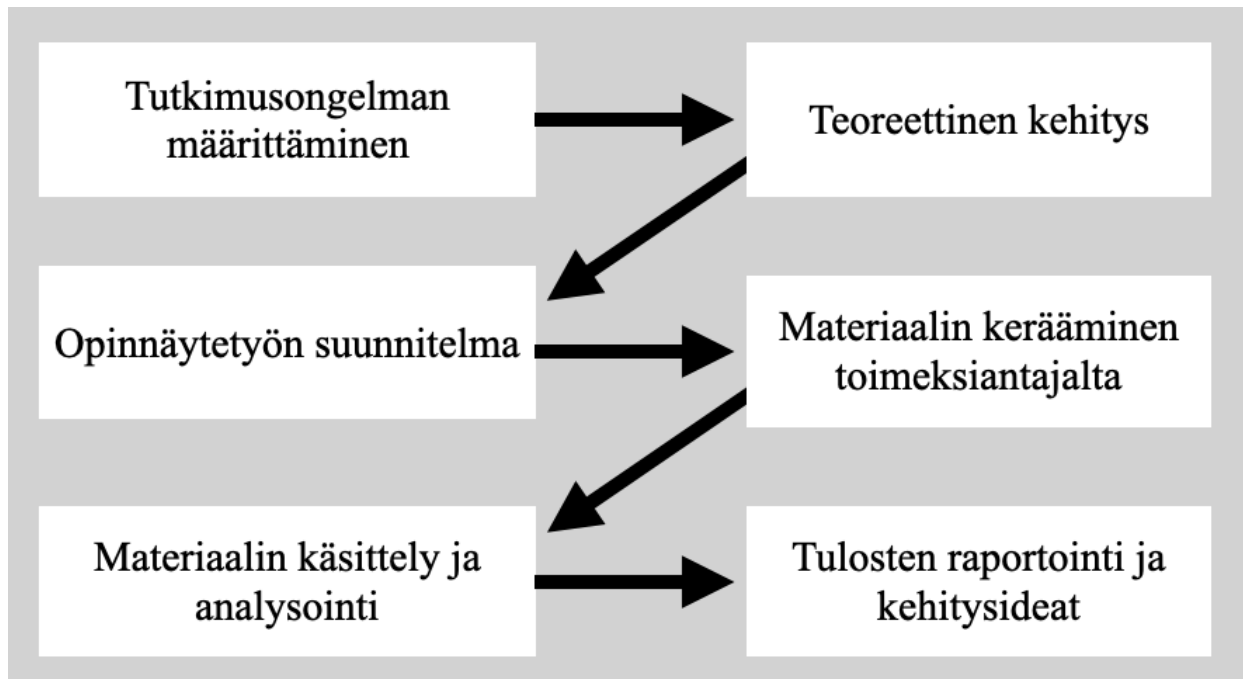 Tutkimusongelman
määrittäminen
Teoreettinen kehitys
Opinnäytetyön suunnitelma
Materiaalin kerääminen
toimeksiantajalta
Materiaalin käsittely ja
analysointi
Tulosten raportointi ja
kehitysideat